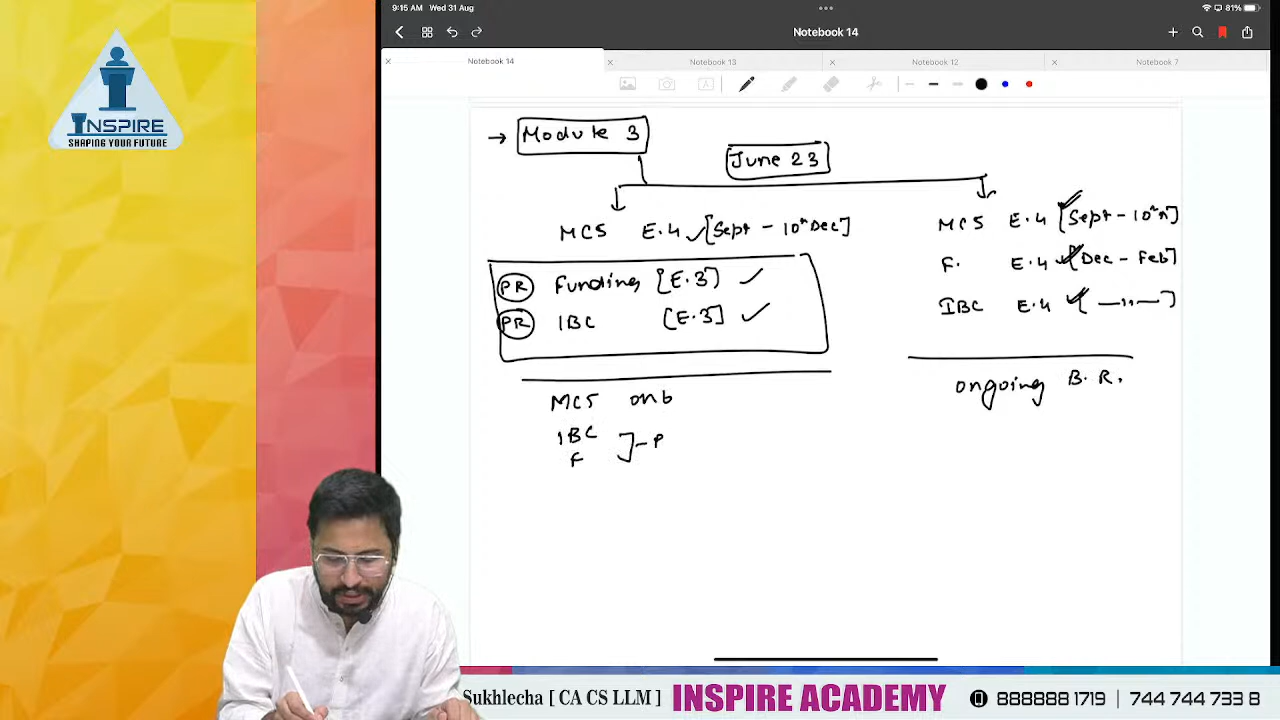 9:15 AM Wed 31 Aug
81%
Notebook 14
Notebook 14
Notebook 13
Notebook 12
Notebook 7
INSPIRE
SHAPING YOUR FUTURE
→ Module 3
June 23
MCS E.4 ✓ [Sept - 10th Dec]
PR Funding [E.3] ✓
PR IBC [E.3] ✓
MCS onb
IBC
F ] - P
MCS E.4 [Sept - 10th]
F. E.4 [Dec - Feb]
IBC E.4 [ —"— ]
ongoing B.R.
Sukhlecha [ CA CS LLM ] INSPIRE ACADEMY 888888 1719 | 744 744 733 8